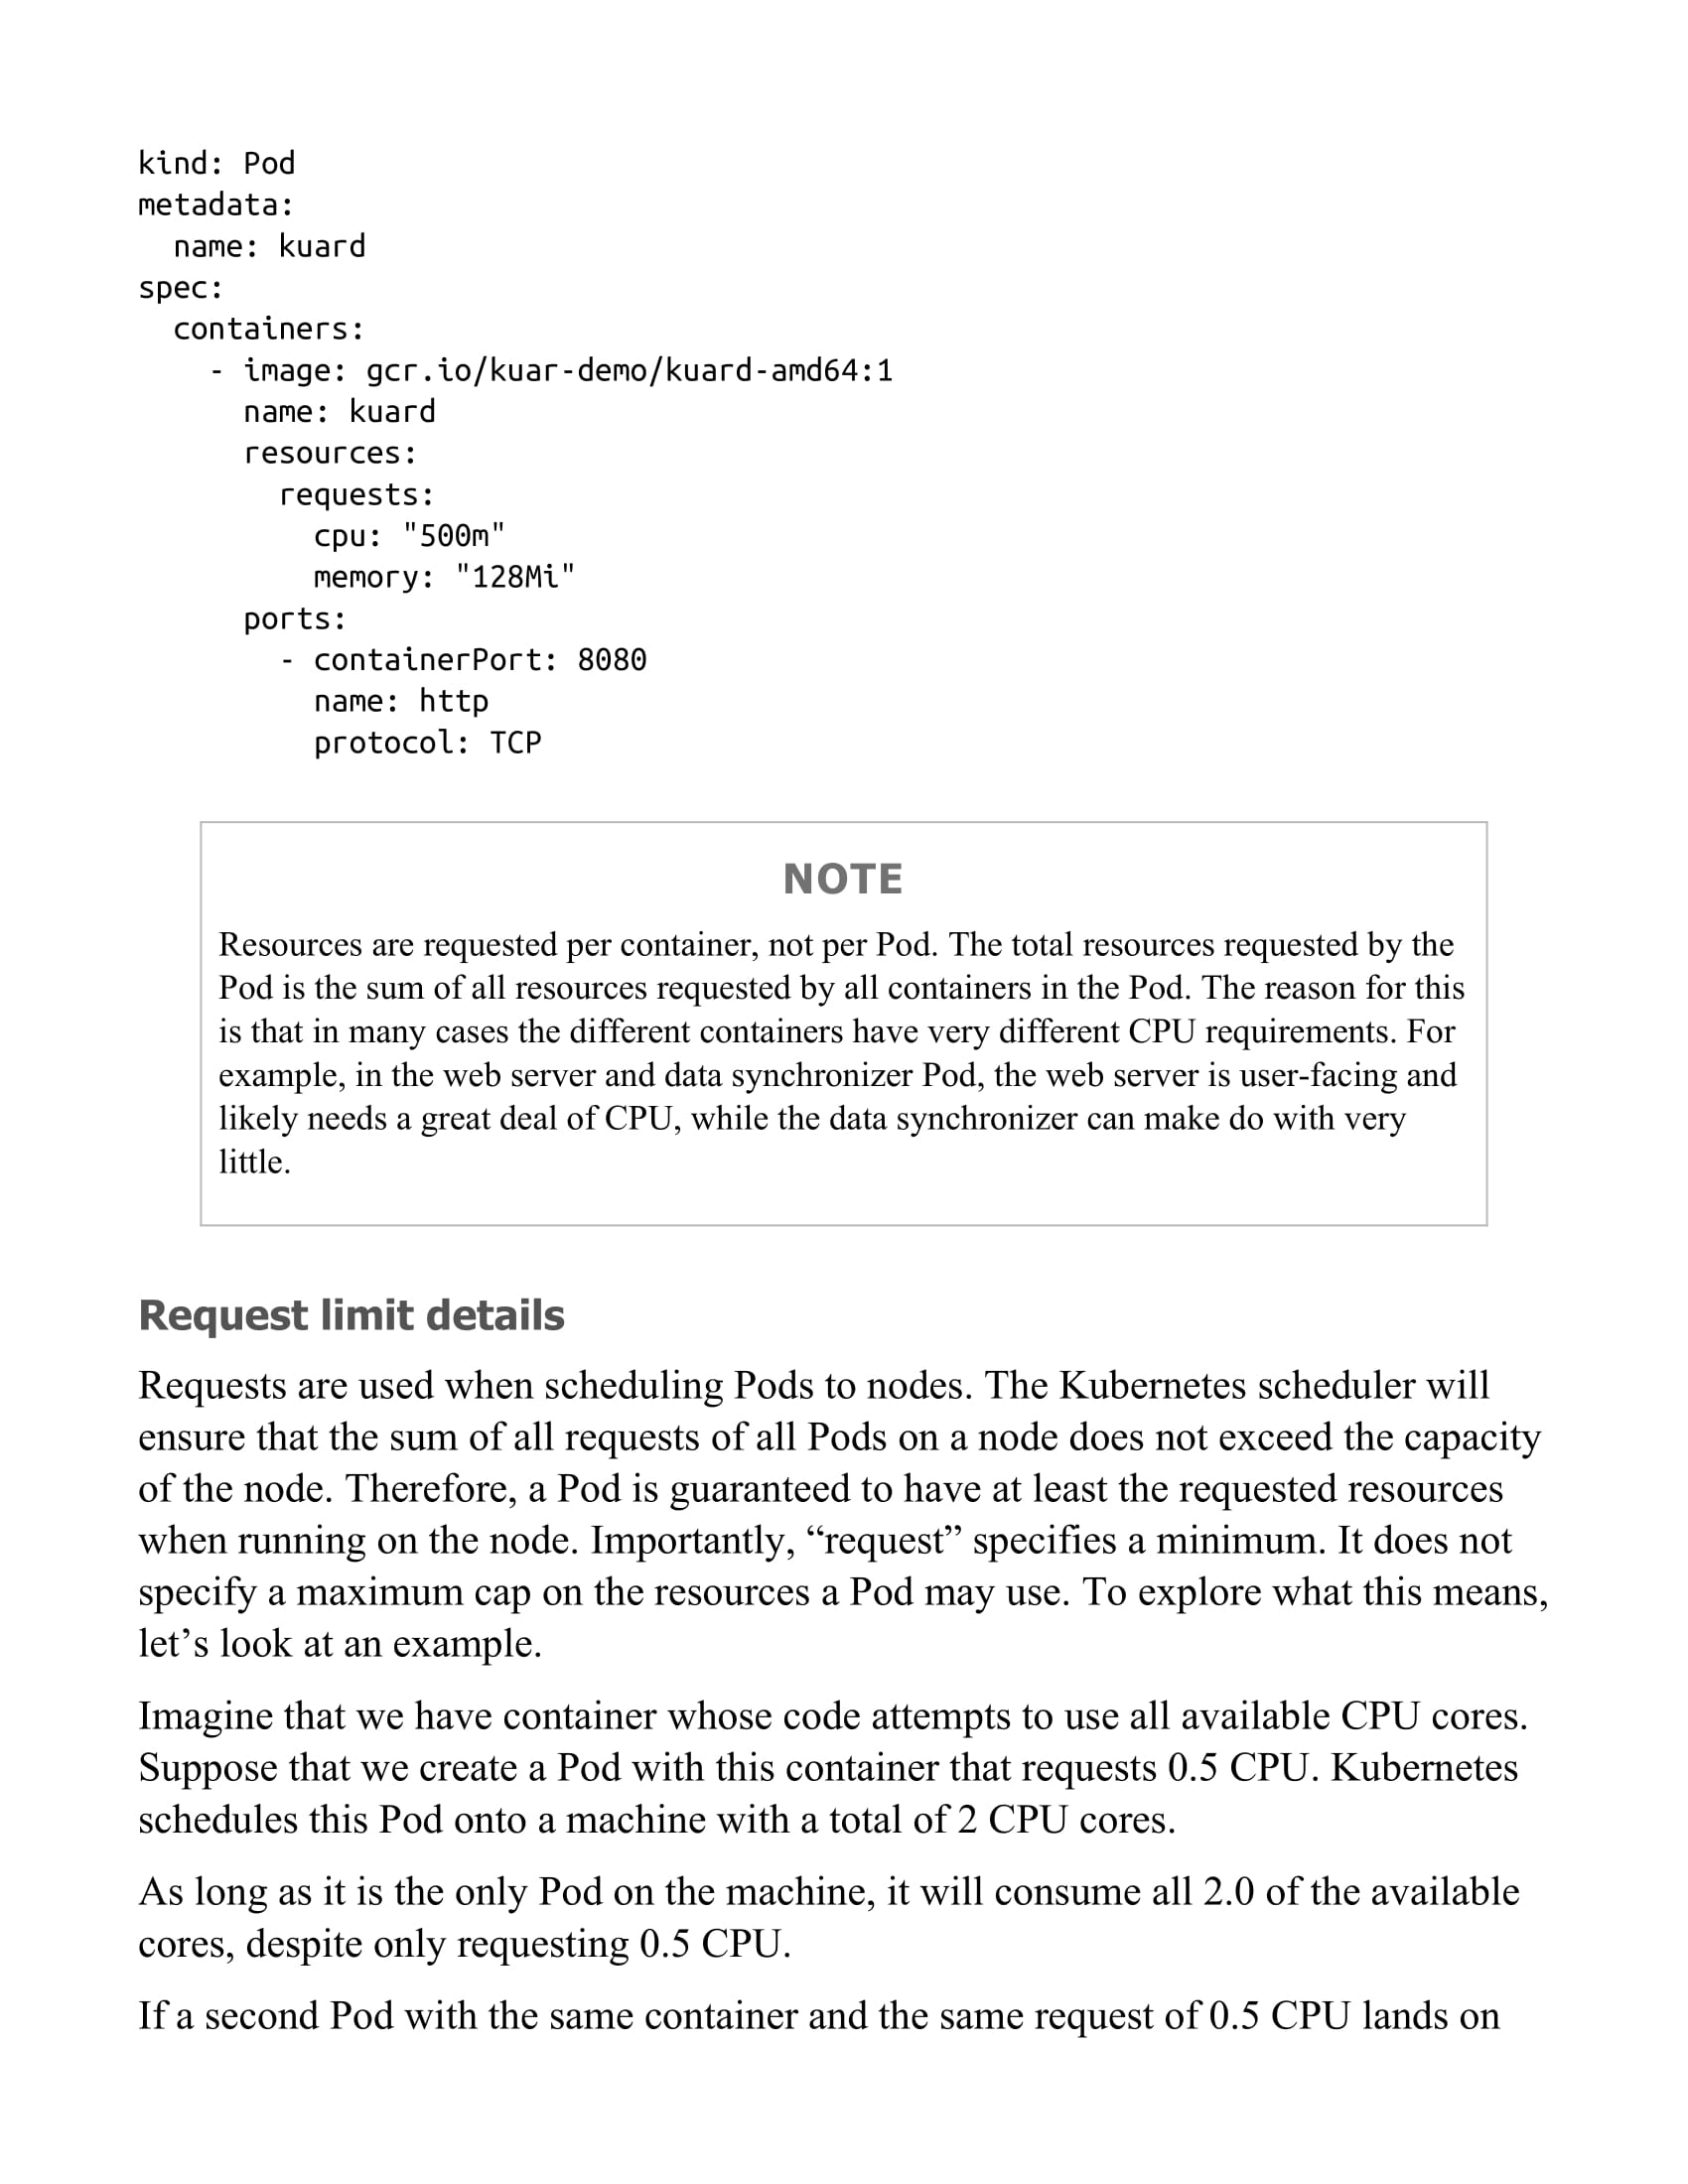 kind: Pod
metadata:
  name: kuard
spec:
  containers:
    - image: gcr.io/kuar-demo/kuard-amd64:1
      name: kuard
      resources:
        requests:
          cpu: "500m"
          memory: "128Mi"
      ports:
        - containerPort: 8080
          name: http
          protocol: TCP
NOTE
Resources are requested per container, not per Pod. The total resources requested by the
Pod is the sum of all resources requested by all containers in the Pod. The reason for this
is that in many cases the different containers have very different CPU requirements. For
example, in the web server and data synchronizer Pod, the web server is user-facing and
likely needs a great deal of CPU, while the data synchronizer can make do with very
little.
Request limit details
Requests are used when scheduling Pods to nodes. The Kubernetes scheduler will
ensure that the sum of all requests of all Pods on a node does not exceed the capacity
of the node. Therefore, a Pod is guaranteed to have at least the requested resources
when running on the node. Importantly, “request” specifies a minimum. It does not
specify a maximum cap on the resources a Pod may use. To explore what this means,
let’s look at an example.
Imagine that we have container whose code attempts to use all available CPU cores.
Suppose that we create a Pod with this container that requests 0.5 CPU. Kubernetes
schedules this Pod onto a machine with a total of 2 CPU cores.
As long as it is the only Pod on the machine, it will consume all 2.0 of the available
cores, despite only requesting 0.5 CPU.
If a second Pod with the same container and the same request of 0.5 CPU lands on